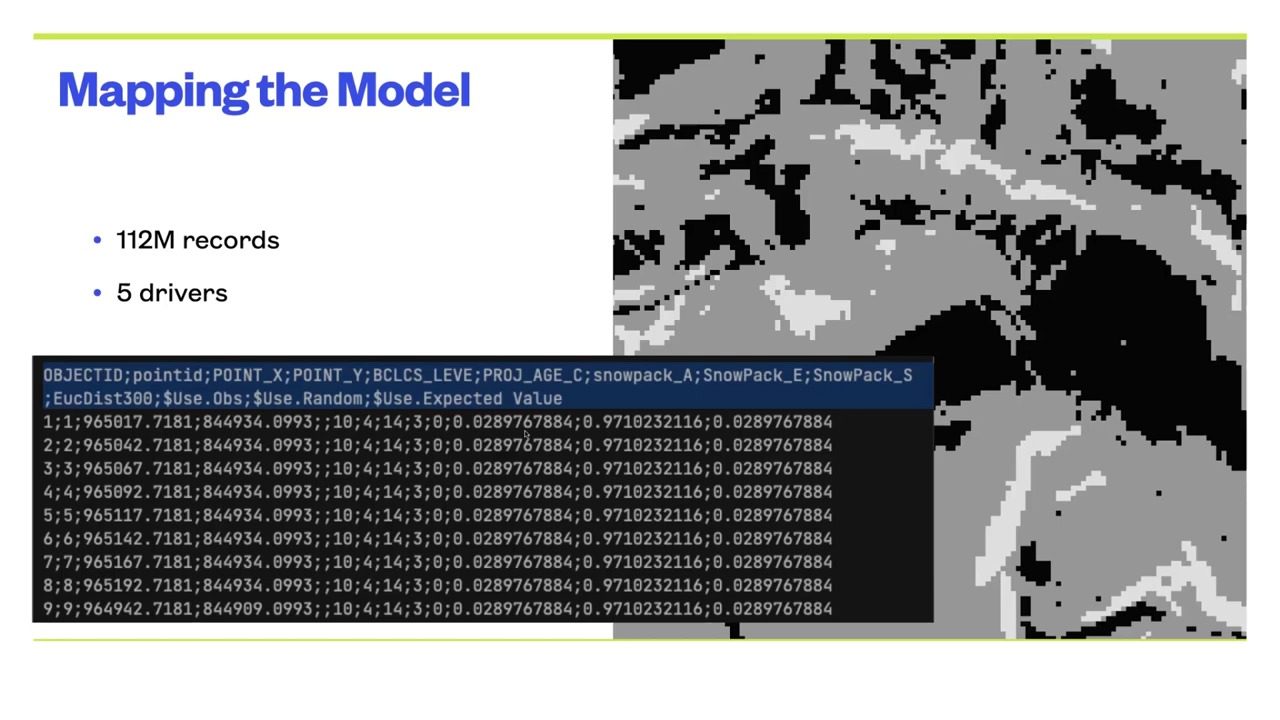 Mapping the Model
• 112M records
• 5 drivers
OBJECTID;pointid;POINT_X;POINT_Y;BCLCS_LEVE;PROJ_AGE_C;snowpack_A;SnowPack_E;SnowPack_S
;EucDist300;$Use.Obs;$Use.Random;$Use.Expected Value
1;1;965017.7181;844934.0993;;10;4;14;3;0;0.0289767884;0.9710232116;0.0289767884
2;2;965042.7181;844934.0993;;10;4;14;3;0;0.0289767884;0.9710232116;0.0289767884
3;3;965067.7181;844934.0993;;10;4;14;3;0;0.0289767884;0.9710232116;0.0289767884
4;4;965092.7181;844934.0993;;10;4;14;3;0;0.0289767884;0.9710232116;0.0289767884
5;5;965117.7181;844934.0993;;10;4;14;3;0;0.0289767884;0.9710232116;0.0289767884
6;6;965142.7181;844934.0993;;10;4;14;3;0;0.0289767884;0.9710232116;0.0289767884
7;7;965167.7181;844934.0993;;10;4;14;3;0;0.0289767884;0.9710232116;0.0289767884
8;8;965192.7181;844934.0993;;10;4;14;3;0;0.0289767884;0.9710232116;0.0289767884
9;9;964942.7181;844909.0993;;10;4;14;3;0;0.0289767884;0.9710232116;0.0289767884